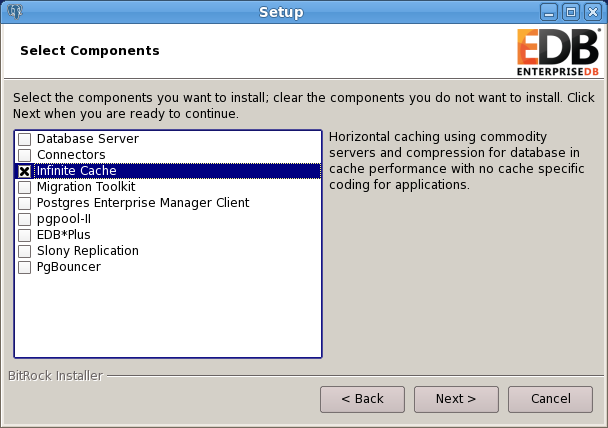 Setup
Select Components
EDB
ENTERPRISEDB
Select the components you want to install; clear the components you do not want to install. Click
Next when you are ready to continue.
Database Server
Connectors
Infinite Cache
Migration Toolkit
Postgres Enterprise Manager Client
pgpool-II
EDB*Plus
Slony Replication
PgBouncer
Horizontal caching using commodity
servers and compression for database in
cache performance with no cache specific
coding for applications.
BitRock Installer
< Back
Next >
Cancel